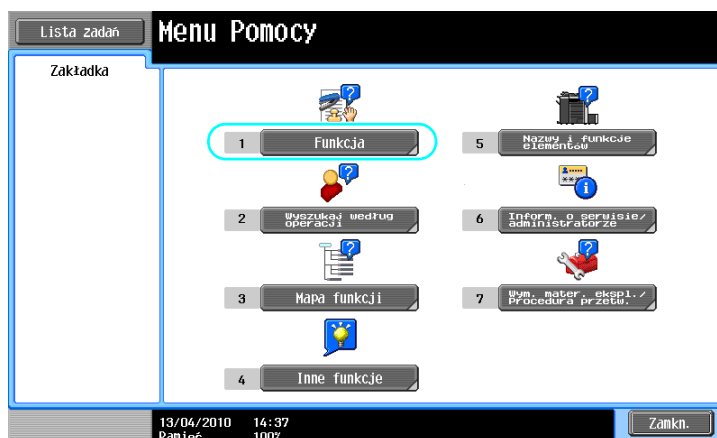 Lista zadań
Menu Pomocy
Zakładka
1 Funkcja
2 Wyszukaj według
operacji
3 Mapa funkcji
4 Inne funkcje
5 Nazwy i funkcje
elementów
6 Inform. o serwisie/
administratorze
7 Wym. mater. ekspl./
Procedura przetw.
13/04/2010 14:37
Pamięć 100%
Zamkn.